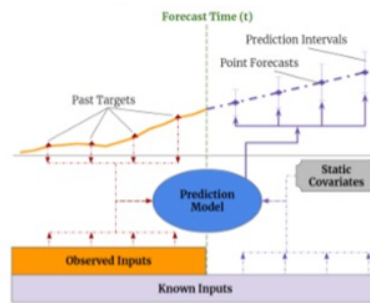 Forecast Time (t)
Prediction Intervals
Point Forecasts
Past Targets
Static
Covariates
Prediction
Model
Observed Inputs
Known Inputs